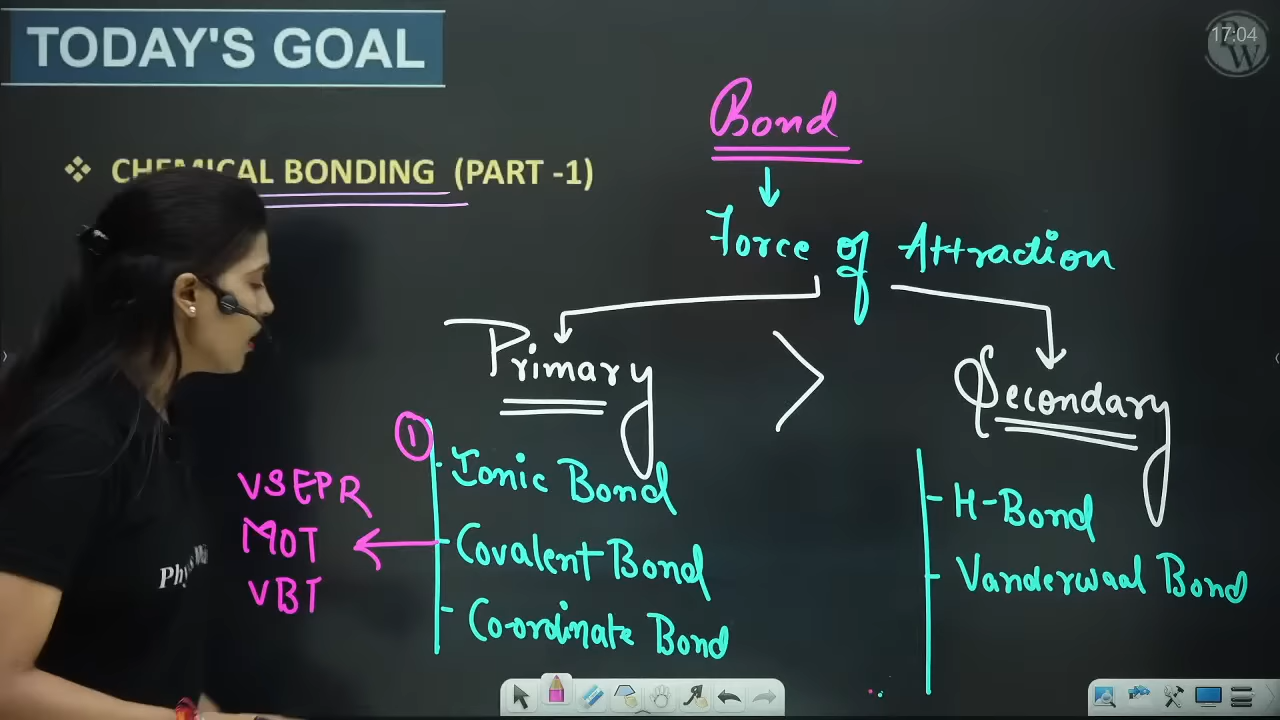 TODAY'S GOAL
17:04
PW
❖ CHEMICAL BONDING (PART -1)
Bond
Force of Attraction
Primary > Secondary
①
Ionic Bond
Covalent Bond
Co-ordinate Bond
VSEPR
MOT
VBT
H-Bond
Vanderwaal Bond